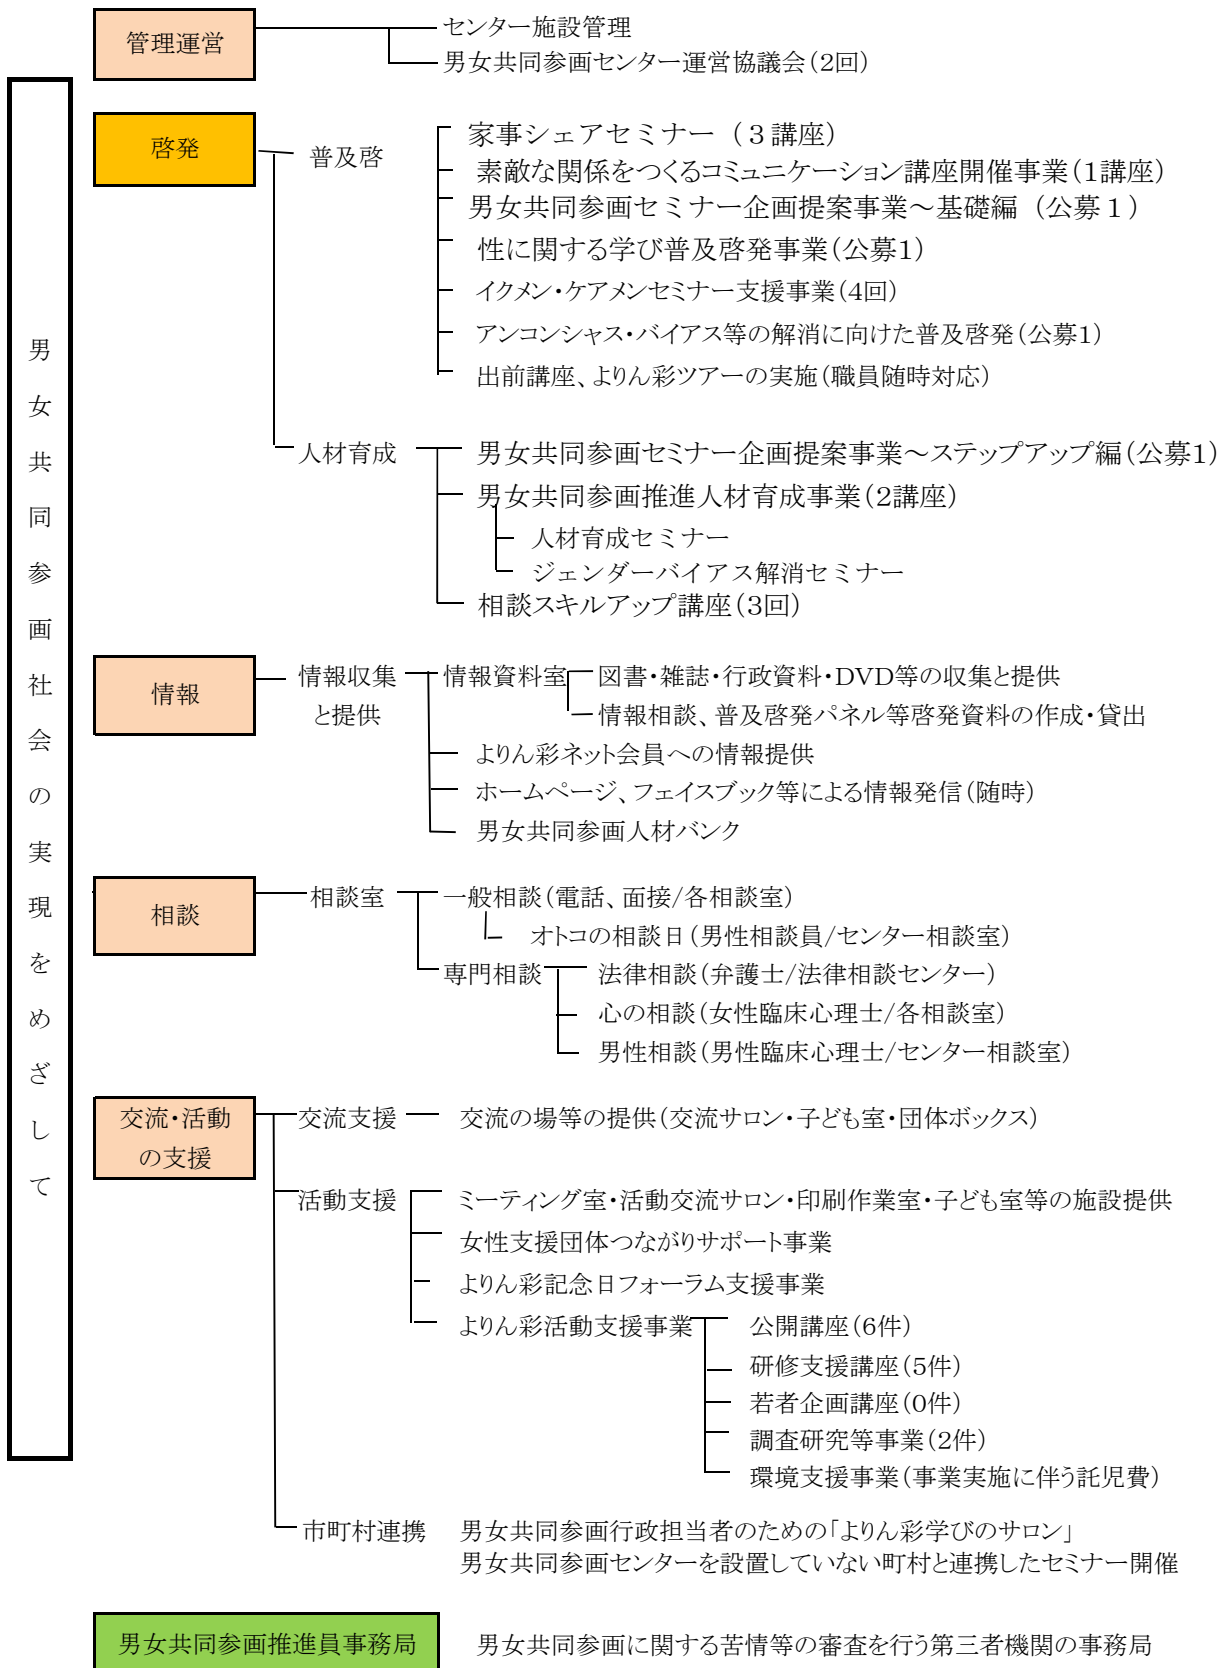 男女共同参画社会の実現をめざして
管理運営
センター施設管理
男女共同参画センター運営協議会(2回)
啓発
普及啓
家事シェアセミナー (3講座)
素敵な関係をつくるコミュニケーション講座開催事業(1講座)
男女共同参画セミナー企画提案事業～基礎編 (公募1)
性に関する学び普及啓発事業(公募1)
イクメン・ケアメンセミナー支援事業(4回)
アンコンシャス・バイアス等の解消に向けた普及啓発(公募1)
出前講座、よりん彩ツアーの実施(職員随時対応)
人材育成
男女共同参画セミナー企画提案事業～ステップアップ編(公募1)
男女共同参画推進人材育成事業(2講座)
人材育成セミナー
ジェンダーバイアス解消セミナー
相談スキルアップ講座(3回)
情報
情報収集
と提供
情報資料室
図書・雑誌・行政資料・DVD等の収集と提供
情報相談、普及啓発パネル等啓発資料の作成・貸出
よりん彩ネット会員への情報提供
ホームページ、フェイスブック等による情報発信(随時)
男女共同参画人材バンク
相談
相談室
一般相談(電話、面接/各相談室)
オトコの相談日(男性相談員/センター相談室)
専門相談
法律相談(弁護士/法律相談センター)
心の相談(女性臨床心理士/各相談室)
男性相談(男性臨床心理士/センター相談室)
交流・活動
の支援
交流支援
交流の場等の提供(交流サロン・子ども室・団体ボックス)
活動支援
ミーティング室・活動交流サロン・印刷作業室・子ども室等の施設提供
女性支援団体つながりサポート事業
よりん彩記念日フォーラム支援事業
よりん彩活動支援事業
公開講座(6件)
研修支援講座(5件)
若者企画講座(0件)
調査研究等事業(2件)
環境支援事業(事業実施に伴う託児費)
市町村連携
男女共同参画行政担当者のための「よりん彩学びのサロン」
男女共同参画センターを設置していない町村と連携したセミナー開催
男女共同参画推進員事務局
男女共同参画に関する苦情等の審査を行う第三者機関の事務局